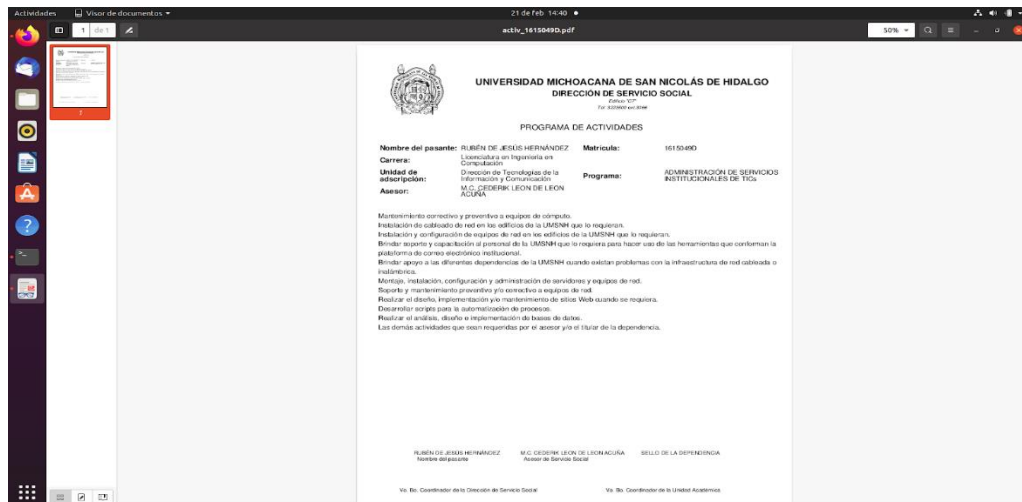 Actividades
Visor de documentos
21 de feb 14:40
1 de 1
activ_1615049D.pdf
50%
1
UNIVERSIDAD MICHOACANA DE SAN NICOLÁS DE HIDALGO
DIRECCIÓN DE SERVICIO SOCIAL
PROGRAMA DE ACTIVIDADES
Nombre del pasante: RUBÉN DE JESÚS HERNÁNDEZ Matrícula: 1615049D
Carrera: Licenciatura en Ingeniería en
Computación
Unidad de adscripción: Dirección de Tecnologías de la
Información y Comunicación
Programa: ADMINISTRACIÓN DE SERVICIOS
INSTITUCIONALES DE TICs
Asesor: M.C. CEDERIK LEON DE LEON
ACUÑA
Mantenimiento correctivo y preventivo a equipos de cómputo.
Instalación de cableado de red en los edificios de la UMSNH que lo requieran.
Instalación y configuración de equipos de red en los edificios de la UMSNH que lo requieran.
Brindar soporte y capacitación al personal de la UMSNH que lo requiera para hacer uso de las herramientas que conforman la
plataforma de correo electrónico institucional.
Brindar apoyo a las diferentes dependencias de la UMSNH cuando existan problemas con la infraestructura de red cableada o
inalámbrica.
Montaje, instalación, configuración y administración de servidores y equipos de red.
Soporte y mantenimiento preventivo y/o correctivo a equipos de red.
Realizar el diseño, implementación y/o mantenimiento de sitios Web cuando se requiera.
Desarrollar scripts para la automatización de procesos.
Realizar el análisis, diseño e implementación de bases de datos.
Las demás actividades que sean requeridas por el asesor y/o el titular de la dependencia.
RUBÉN DE JESÚS HERNÁNDEZ M.C. CEDERIK LEON DE LEON ACUÑA SELLO DE LA DEPENDENCIA
Nombre del pasante Asesor de Servicio Social
Vo. Bo. Coordinador de la Dirección de Servicio Social Vo. Bo. Coordinador de la Unidad Académica